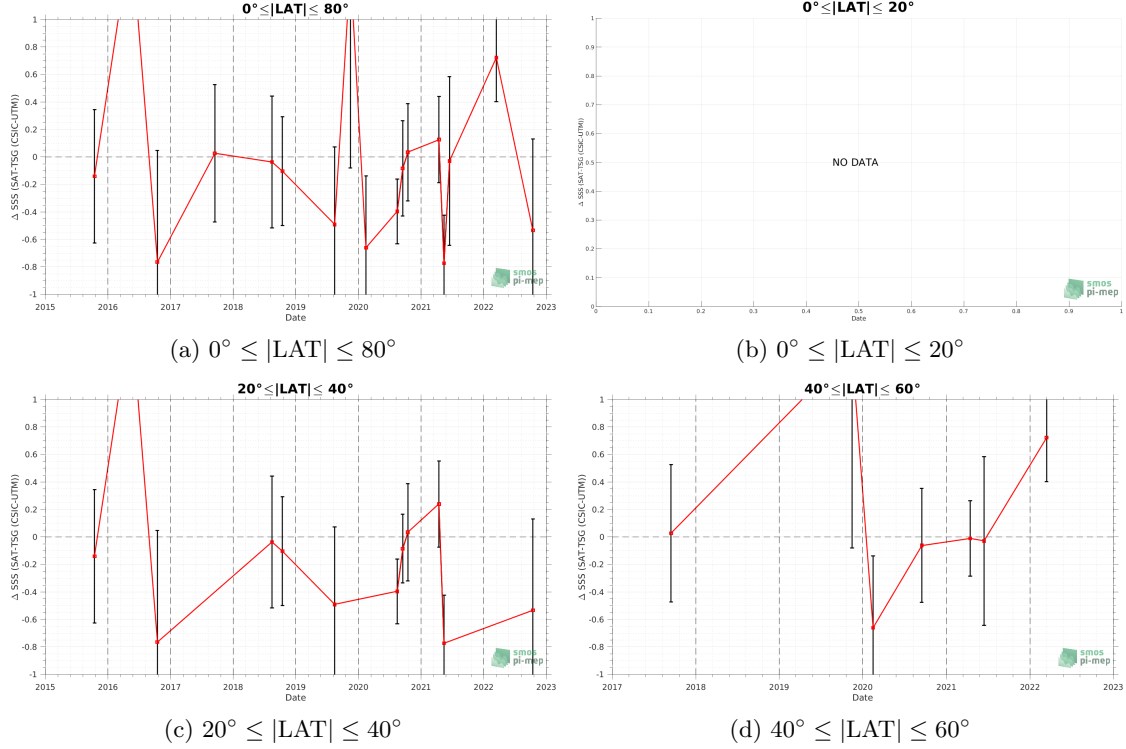 0°≤|LAT|≤ 80°
1
0.8
0.6
0.4
0.2
0
-0.2
-0.4
-0.6
-0.8
-1
Δ SSS (SAT-TSG (CSIC-UTM))
2015 2016 2017 2018 2019 2020 2021 2022 2023
Date
smos
pi-mep
(a) 0° ≤ |LAT| ≤ 80°
0°≤|LAT|≤ 20°
1
0.9
0.8
0.7
0.6
0.5
0.4
0.3
0.2
0.1
0
Δ SSS (SAT-TSG (CSIC-UTM))
NO DATA
0 0.1 0.2 0.3 0.4 0.5 0.6 0.7 0.8 0.9 1
Date
smos
pi-mep
(b) 0° ≤ |LAT| ≤ 20°
20°≤|LAT|≤ 40°
1
0.8
0.6
0.4
0.2
0
-0.2
-0.4
-0.6
-0.8
-1
Δ SSS (SAT-TSG (CSIC-UTM))
2015 2016 2017 2018 2019 2020 2021 2022 2023
Date
smos
pi-mep
(c) 20° ≤ |LAT| ≤ 40°
40°≤|LAT|≤ 60°
1
0.8
0.6
0.4
0.2
0
-0.2
-0.4
-0.6
-0.8
-1
Δ SSS (SAT-TSG (CSIC-UTM))
2017 2018 2019 2020 2021 2022 2023
Date
smos
pi-mep
(d) 40° ≤ |LAT| ≤ 60°